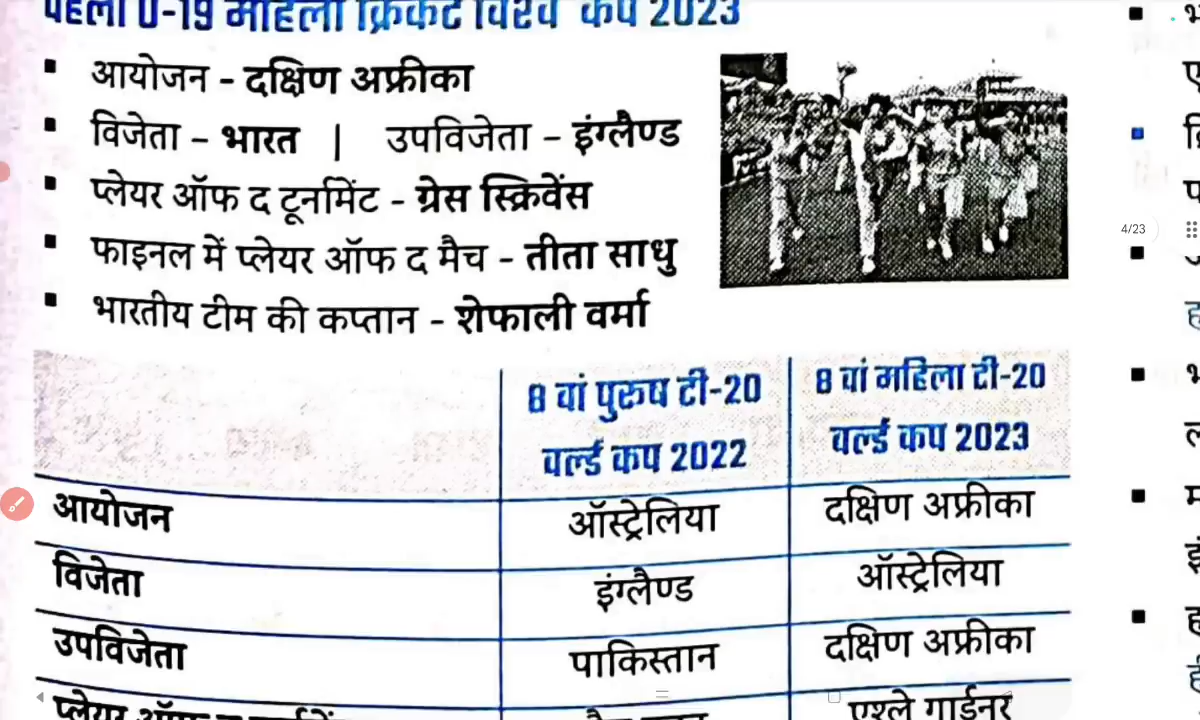 पहला U-19 महिला क्रिकेट विश्व कप 2023
▪ आयोजन - दक्षिण अफ्रीका
▪ विजेता - भारत | उपविजेता - इंग्लैण्ड
▪ प्लेयर ऑफ द टूर्नामेंट - ग्रेस स्क्रिवेंस
▪ फाइनल में प्लेयर ऑफ द मैच - तीता साधु
▪ भारतीय टीम की कप्तान - शेफाली वर्मा
8 वां पुरुष टी-20 वर्ल्ड कप 2022
8 वां महिला टी-20 वर्ल्ड कप 2023
आयोजन ऑस्ट्रेलिया दक्षिण अफ्रीका
विजेता इंग्लैण्ड ऑस्ट्रेलिया
उपविजेता पाकिस्तान दक्षिण अफ्रीका
प्लेयर ऑफ एश्ले गार्डनर
4/23